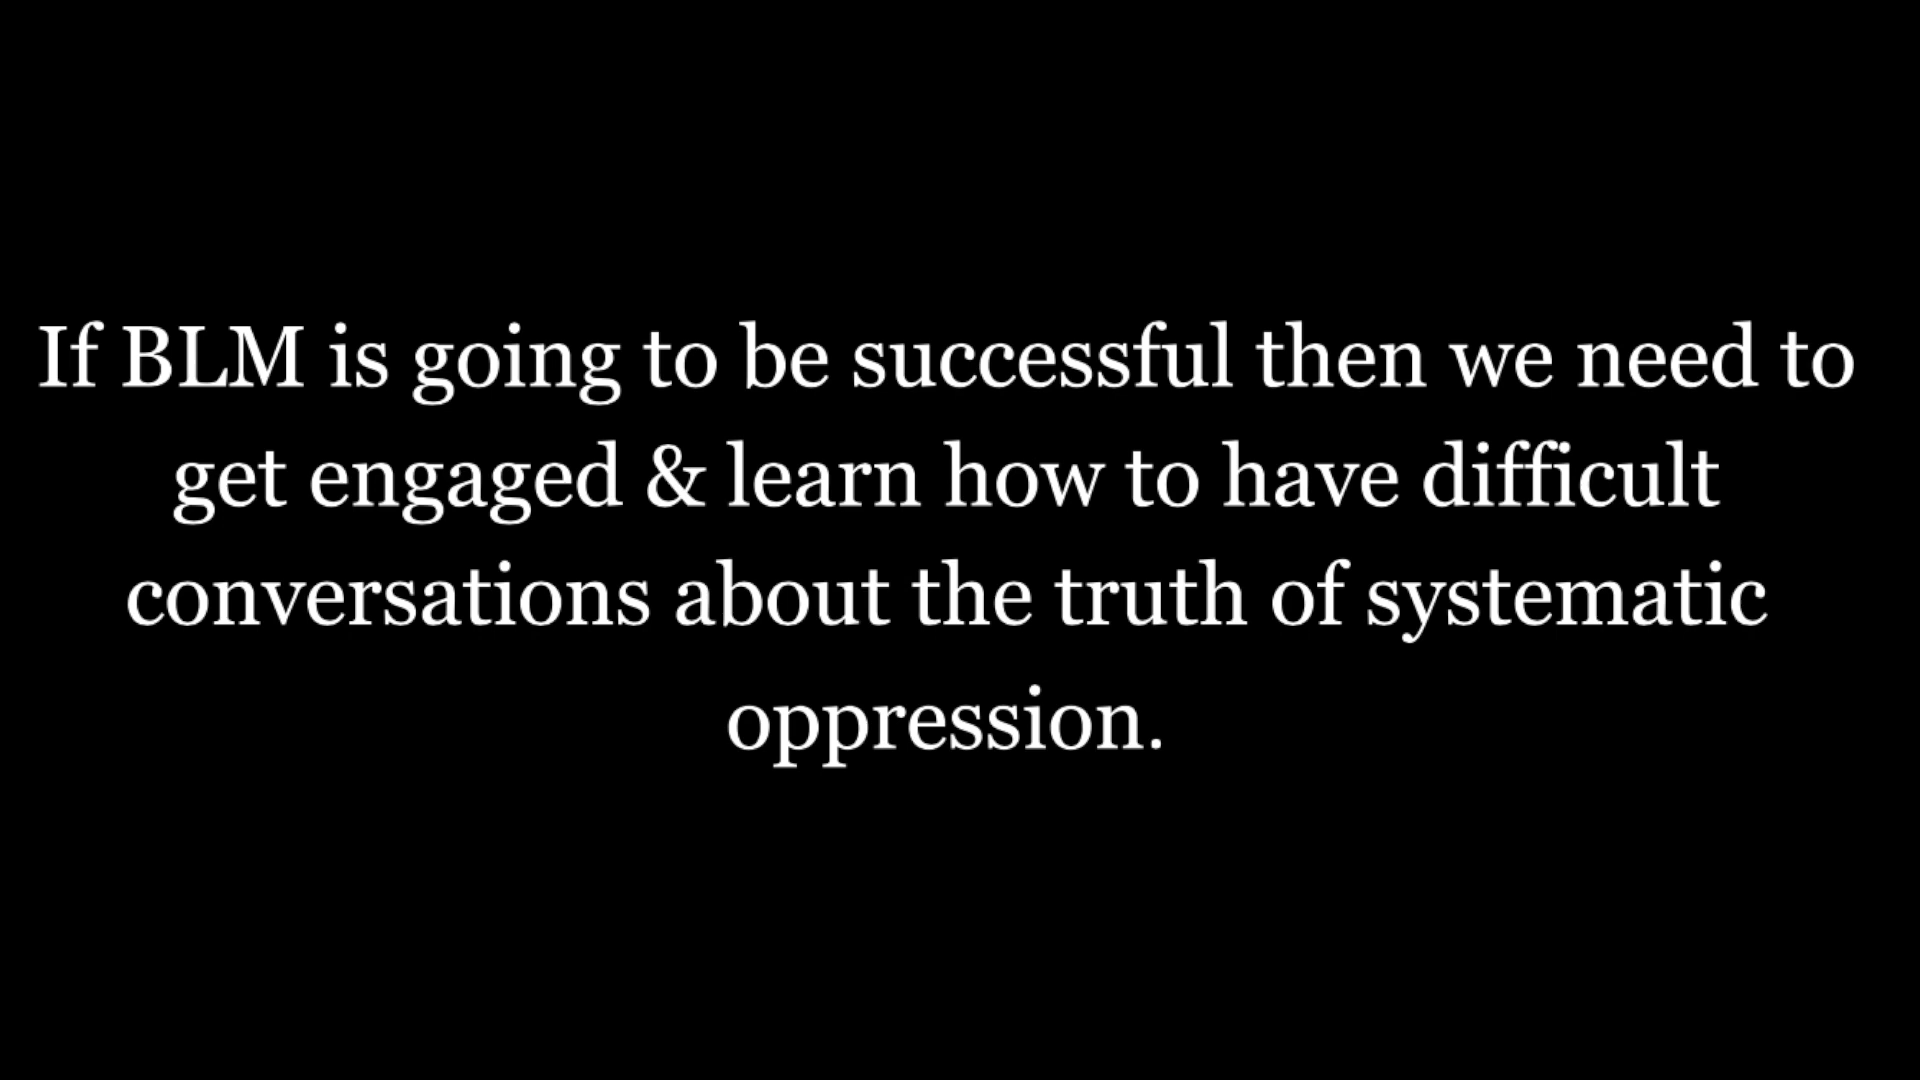 If BLM is going to be successful then we need to
get engaged & learn how to have difficult
conversations about the truth of systematic
oppression.